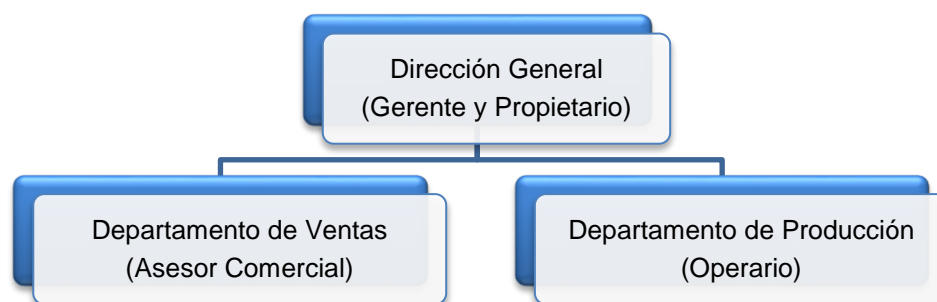 Dirección General
(Gerente y Propietario)
Departamento de Ventas
(Asesor Comercial)
Departamento de Producción
(Operario)